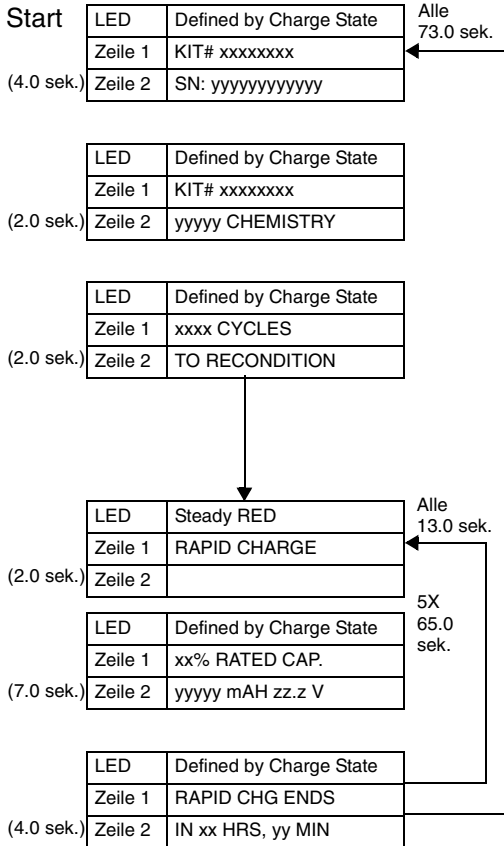 Start
LED Defined by Charge State
Alle
73.0 sek.
Zeile 1 KIT# xxxxxxxx
(4.0 sek.) Zeile 2 SN: yyyyyyyyyyyy
LED Defined by Charge State
Zeile 1 KIT# xxxxxxxx
(2.0 sek.) Zeile 2 yyyyy CHEMISTRY
LED Defined by Charge State
Zeile 1 xxxx CYCLES
(2.0 sek.) Zeile 2 TO RECONDITION
LED Steady RED
Alle
13.0 sek.
Zeile 1 RAPID CHARGE
(2.0 sek.) Zeile 2
5X
65.0
sek.
LED Defined by Charge State
Zeile 1 xx% RATED CAP.
(7.0 sek.) Zeile 2 yyyyy mAH zz.z V
LED Defined by Charge State
Zeile 1 RAPID CHG ENDS
(4.0 sek.) Zeile 2 IN xx HRS, yy MIN